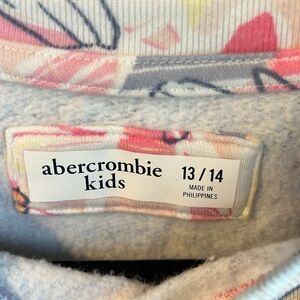 abercrombie
kids
13 / 14
MADE IN
PHILIPPINES